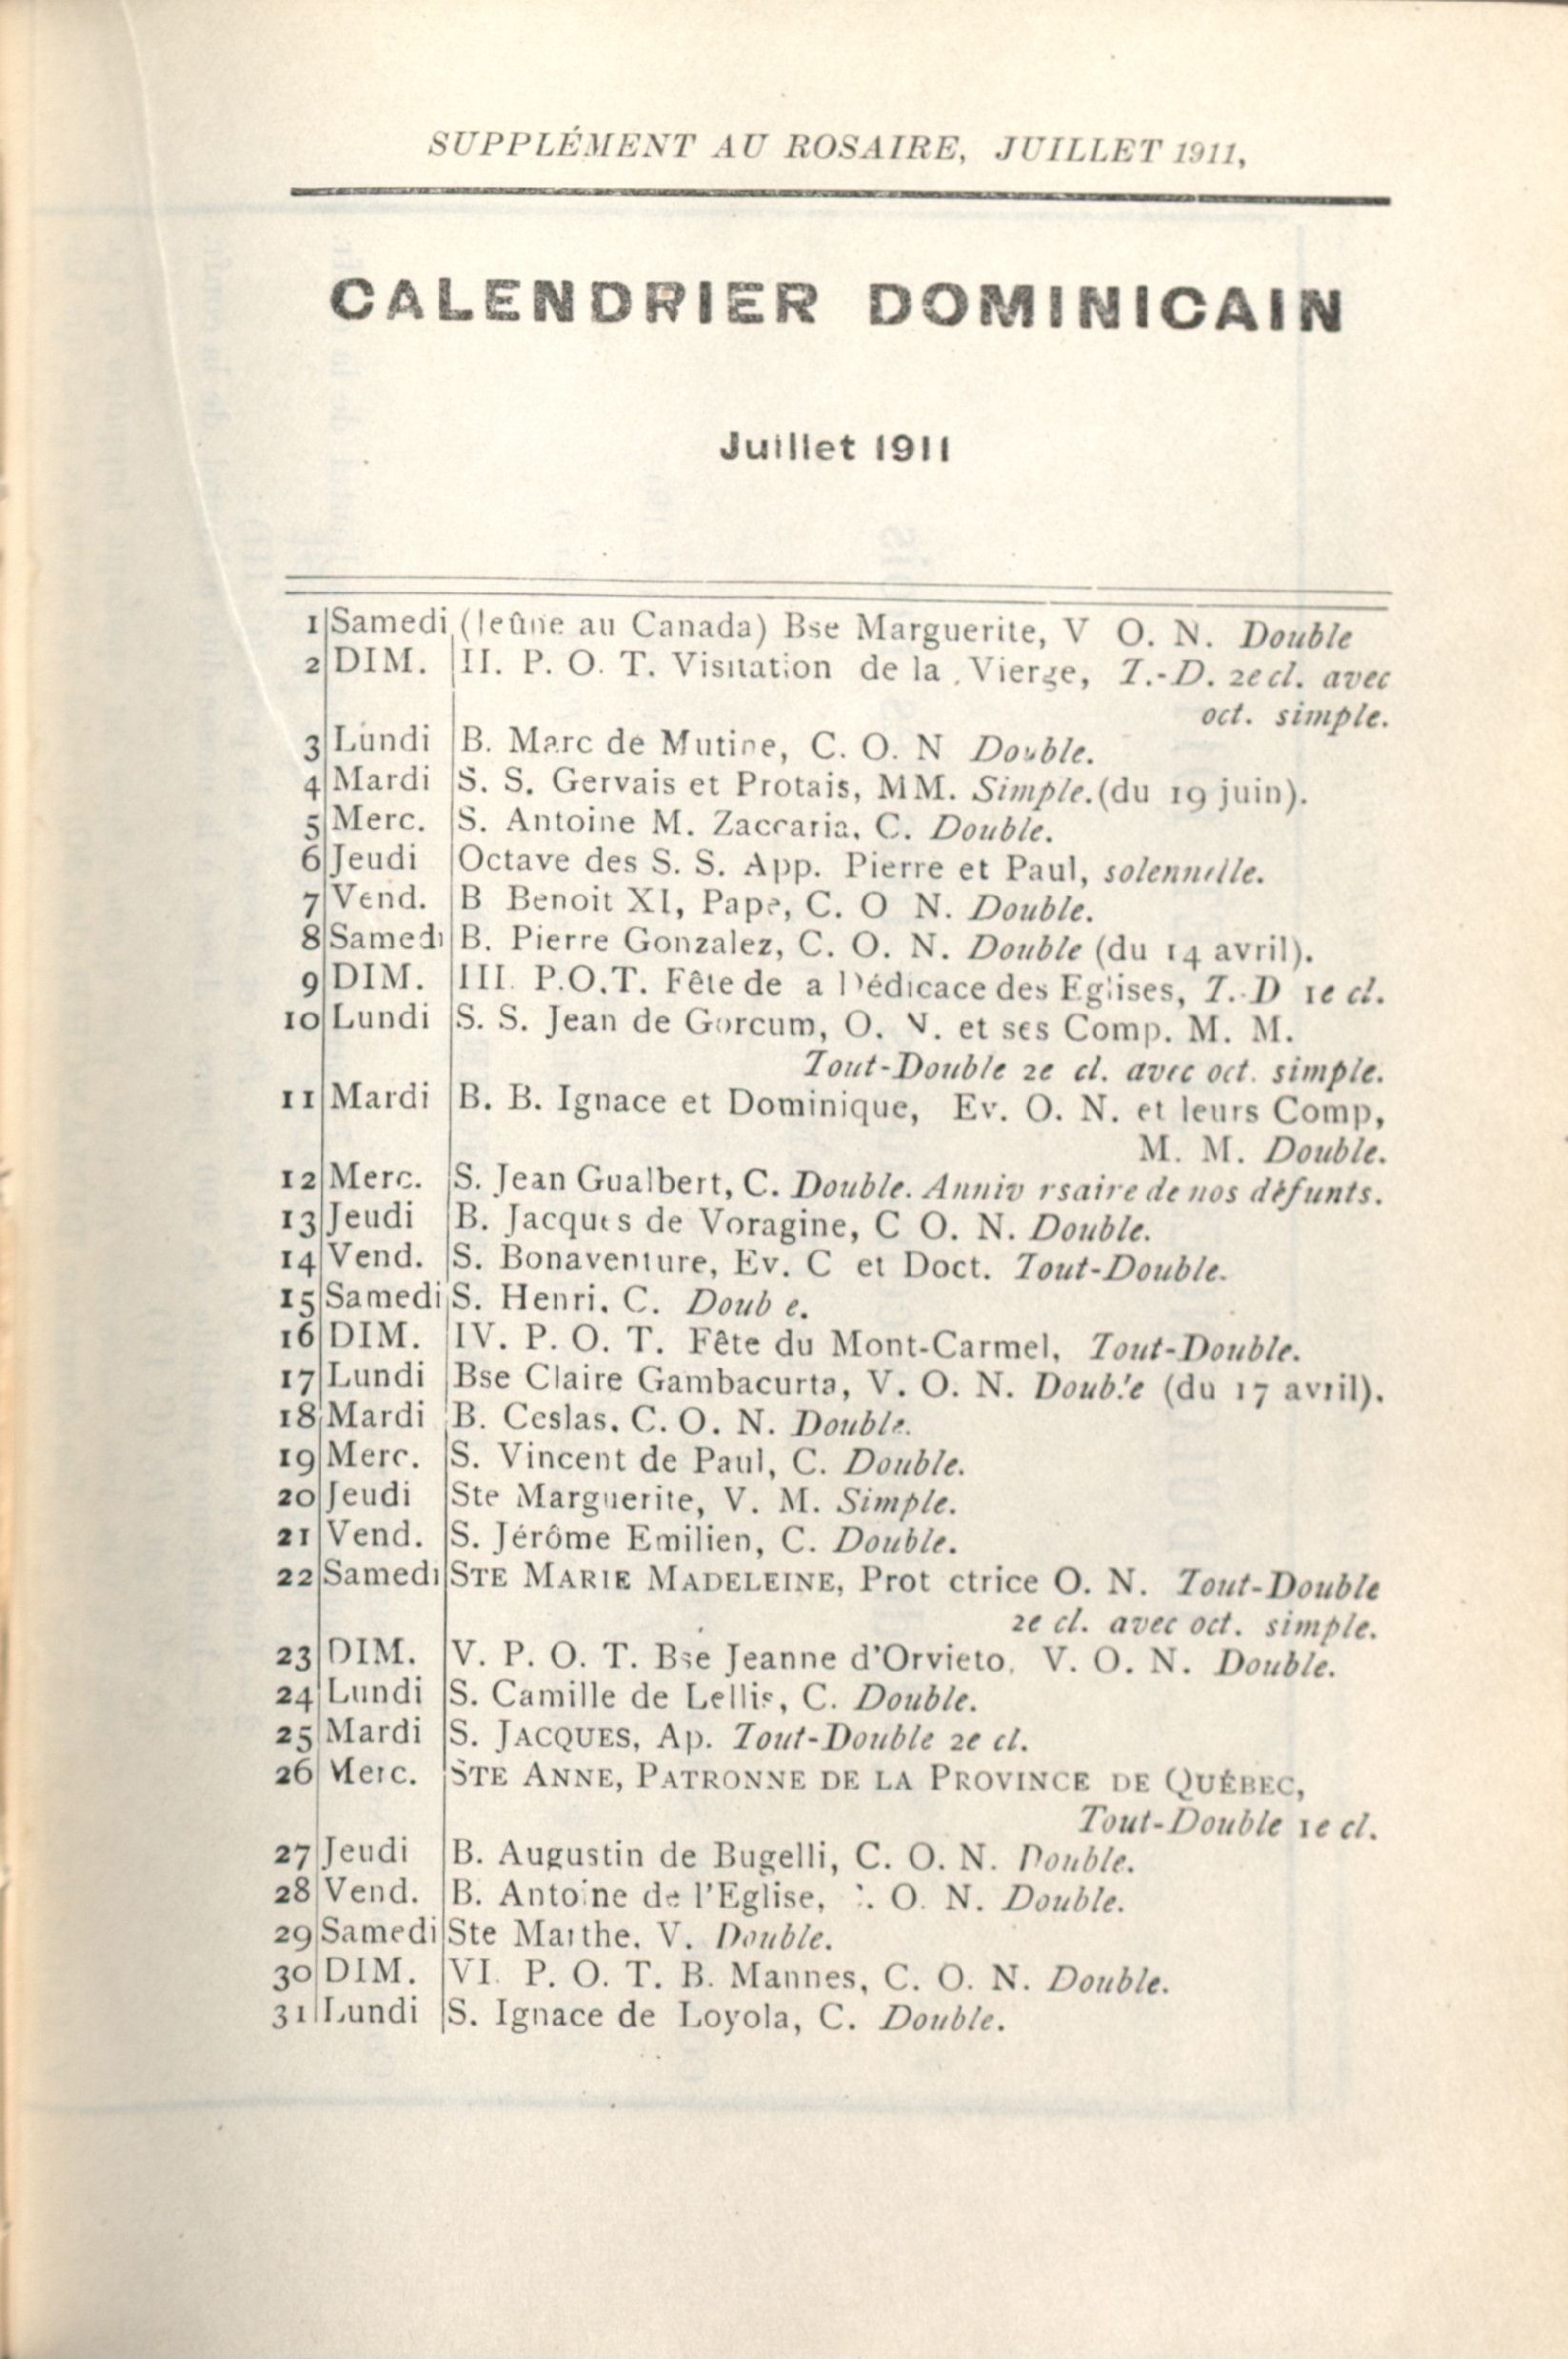 SUPPLÉMENT AU ROSAIRE, JUILLET 1911,
CALENDRIER DOMINICAIN
Juillet 1911
1 Samedi (Jeûne au Canada) Bse Marguerite, V O. N. Double
2 DIM. II. P. O. T. Visitation de la Vierge, T.-D. 2e cl. avec
oct. simple.
3 Lundi B. Marc de Mutine, C. O. N Double.
4 Mardi S. S. Gervais et Protais, MM. Simple. (du 19 juin).
5 Merc. S. Antoine M. Zaccaria, C. Double.
6 Jeudi Octave des S. S. App. Pierre et Paul, solennelle.
7 Vend. B Benoit XI, Pape, C. O N. Double.
8 Samedi B. Pierre Gonzalez, C. O. N. Double (du 14 avril).
9 DIM. III. P.O.T. Fête de a Dédicace des Eglises, T.-D 1e cl.
10 Lundi S. S. Jean de Gorcum, O. N. et ses Comp. M. M.
Tout-Double 2e cl. avec oct. simple.
11 Mardi B. B. Ignace et Dominique, Ev. O. N. et leurs Comp,
M. M. Double.
12 Merc. S. Jean Gualbert, C. Double. Anniv rsaire de nos défunts.
13 Jeudi B. Jacques de Voragine, C O. N. Double.
14 Vend. S. Bonaventure, Ev. C et Doct. Tout-Double.
15 Samedi S. Henri. C. Doub e.
16 DIM. IV. P. O. T. Fête du Mont-Carmel, Tout-Double.
17 Lundi Bse Claire Gambacurta, V. O. N. Double (du 17 avril).
18 Mardi B. Ceslas. C. O. N. Double.
19 Merc. S. Vincent de Paul, C. Double.
20 Jeudi Ste Marguerite, V. M. Simple.
21 Vend. S. Jérôme Emilien, C. Double.
22 Samedi STE MARIE MADELEINE, Prot ctrice O. N. Tout-Double
2e cl. avec oct. simple.
23 DIM. V. P. O. T. Bse Jeanne d'Orvieto, V. O. N. Double.
24 Lundi S. Camille de Lellis, C. Double.
25 Mardi S. JACQUES, Ap. Tout-Double 2e cl.
26 Merc. STE ANNE, PATRONNE DE LA PROVINCE DE QUÉBEC,
Tout-Double 1e cl.
27 Jeudi B. Augustin de Bugelli, C. O. N. Double.
28 Vend. B. Antoine de l'Eglise, O. N. Double.
29 Samedi Ste Marthe. V. Double.
30 DIM. VI. P. O. T. B. Mannes, C. O. N. Double.
31 Lundi S. Ignace de Loyola, C. Double.